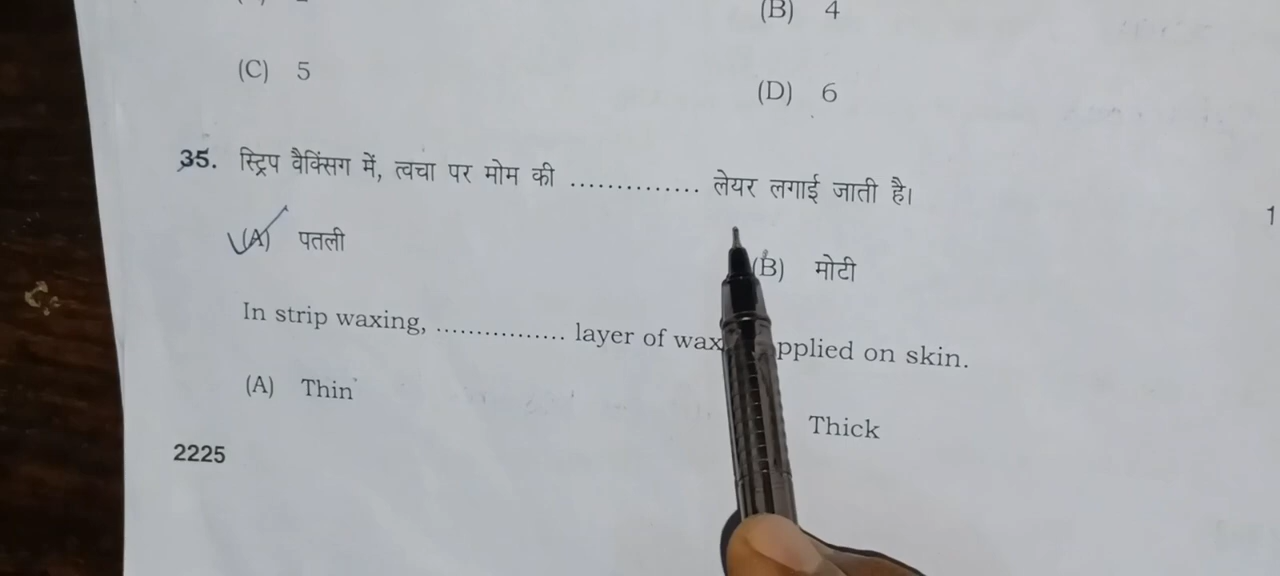 (B) 4
(C) 5
(D) 6
35. स्ट्रिप वैक्सिंग में, त्वचा पर मोम की .............. लेयर लगाई जाती है।
1
(A) पतली
(B) मोटी
In strip waxing, ................ layer of wax pplied on skin.
(A) Thin
Thick
2225